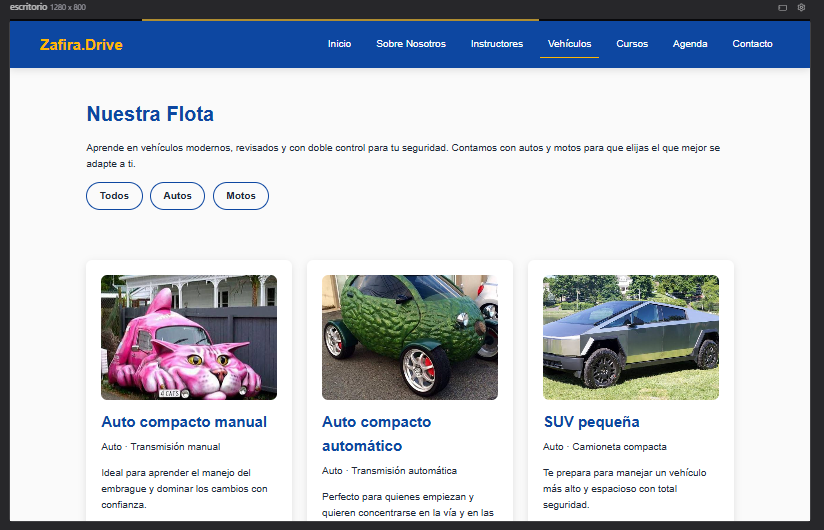 escritorio 1280 x 800
Zafira.Drive
Inicio Sobre Nosotros Instructores Vehículos Cursos Agenda Contacto
Nuestra Flota
Aprende en vehículos modernos, revisados y con doble control para tu seguridad. Contamos con autos y motos para que elijas el que mejor se
adapte a ti.
Todos Autos Motos
4 CATS
Auto compacto manual
Auto · Transmisión manual
Ideal para aprender el manejo del
embrague y dominar los cambios con
confianza.
Auto compacto
automático
Auto · Transmisión automática
Perfecto para quienes empiezan y
quieren concentrarse en la vía y en las
SUV pequeña
Auto · Camioneta compacta
Te prepara para manejar un vehículo
más alto y espacioso con total
seguridad.